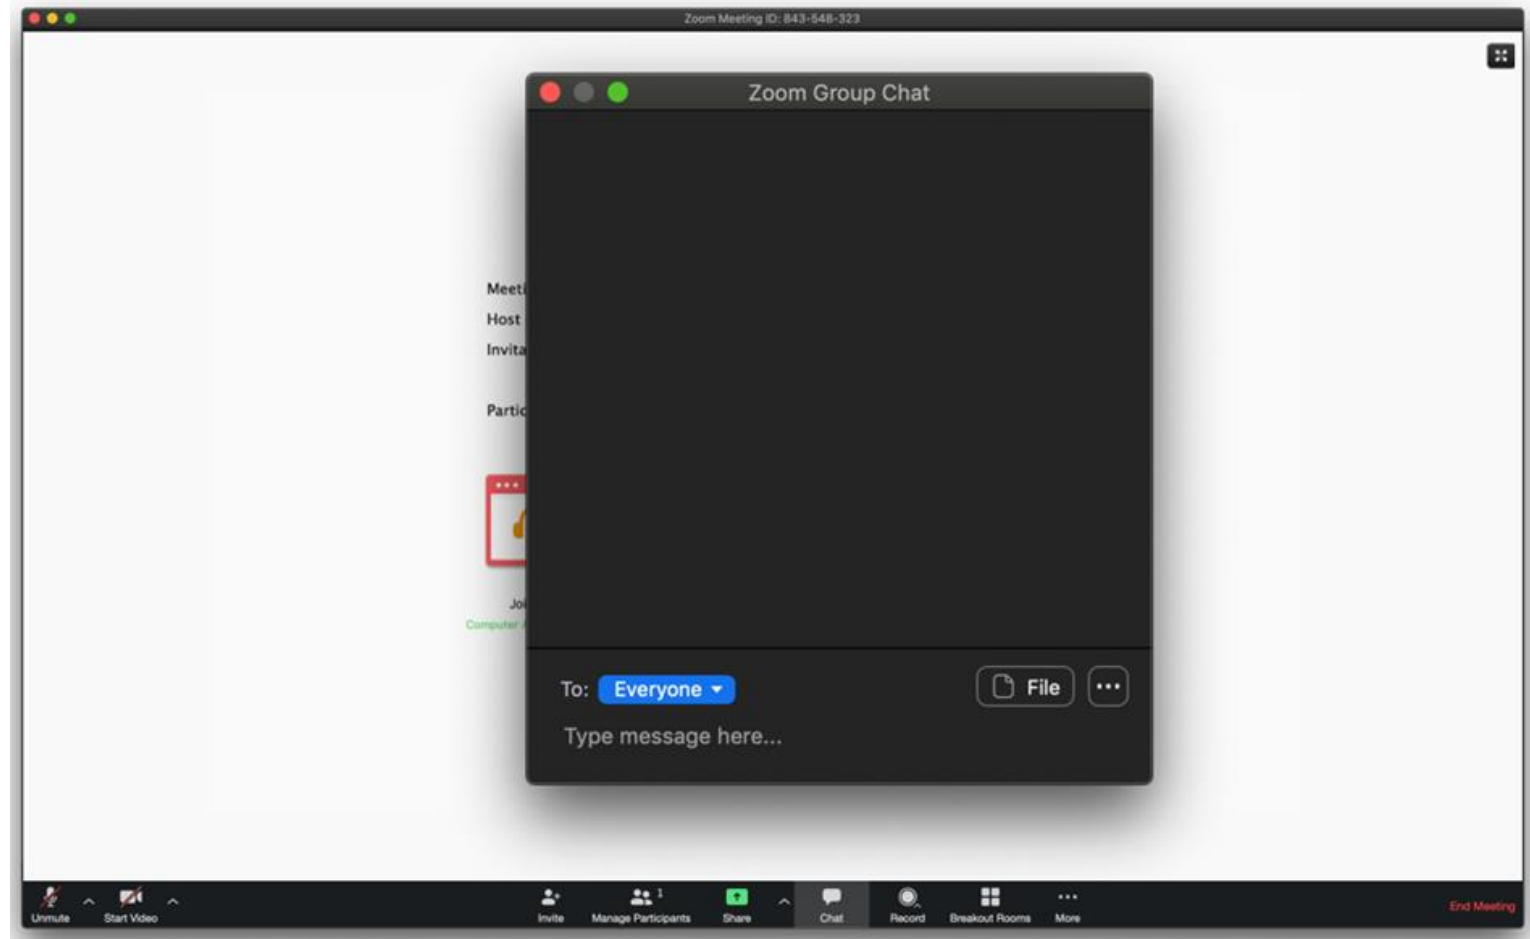 Zoom Meeting ID: 843-548-323
Zoom Group Chat
Meeti
Host
Invita
Partic
Joi
Computer A
To: Everyone
File
Type message here...
Unmute
Start Video
Invite
1
Manage Participants
Share
Chat
Record
Breakout Rooms
More
End Meeting